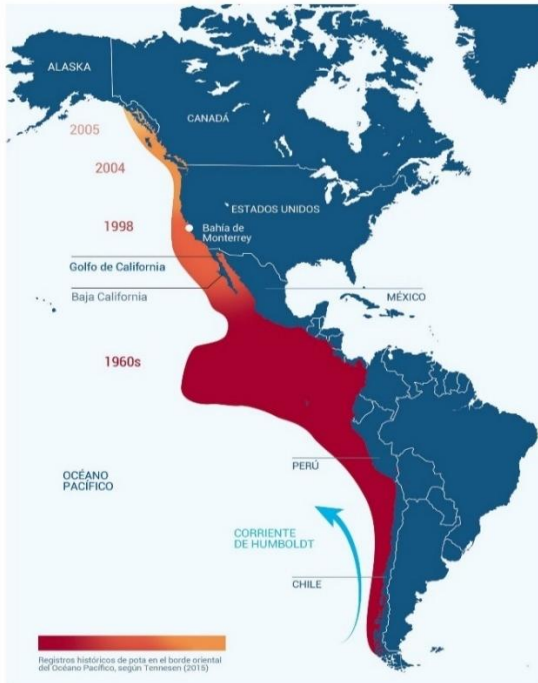 ALASKA
CANADÁ
2005
2004
ESTADOS UNIDOS
1998
Bahía de
Monterrey
Golfo de California
Baja California
MÉXICO
1960s
PERÚ
OCÉANO
PACÍFICO
CORRIENTE
DE HUMBOLDT
CHILE
Registros históricos de pota en el borde oriental
del Océano Pacífico, según Tennesen (2015)